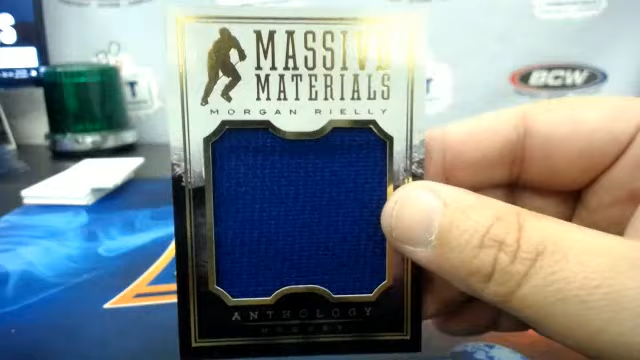 MASSIVE
MATERIALS
MORGAN RIELLY
ANTHOLOGY
HOCKEY
BCW